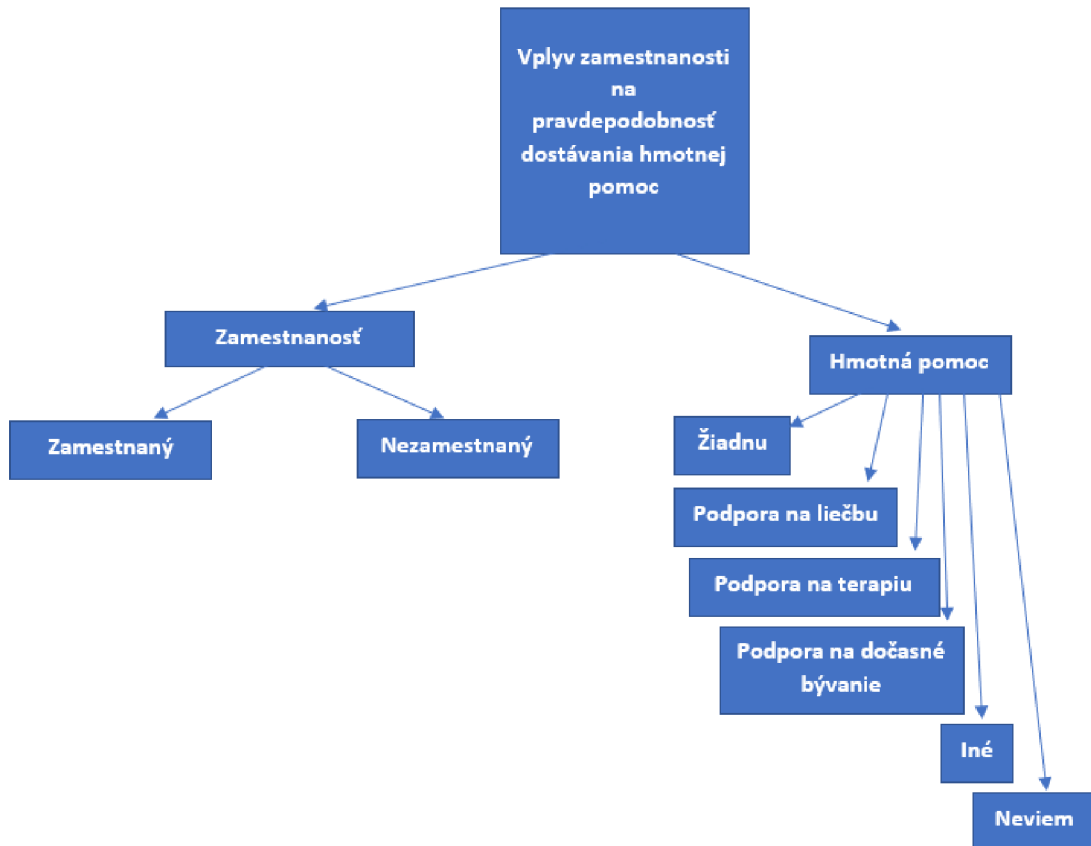 Vplyv zamestnanosti
na
pravdepodobnosť
dostávania hmotnej
pomoc
Zamestnanosť
Hmotná pomoc
Zamestnaný
Nezamestnaný
Žiadnu
Podpora na liečbu
Podpora na terapiu
Podpora na dočasné
bývanie
Iné
Neviem